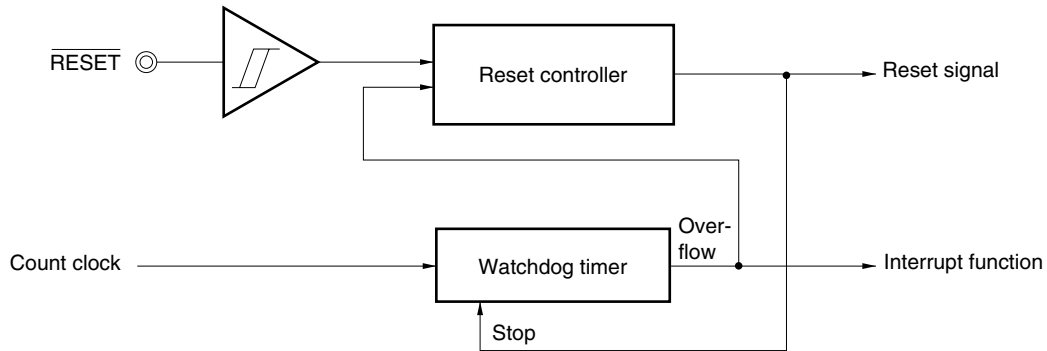 RESET
Reset controller
Reset signal
Over-
flow
Count clock
Watchdog timer
Interrupt function
Stop